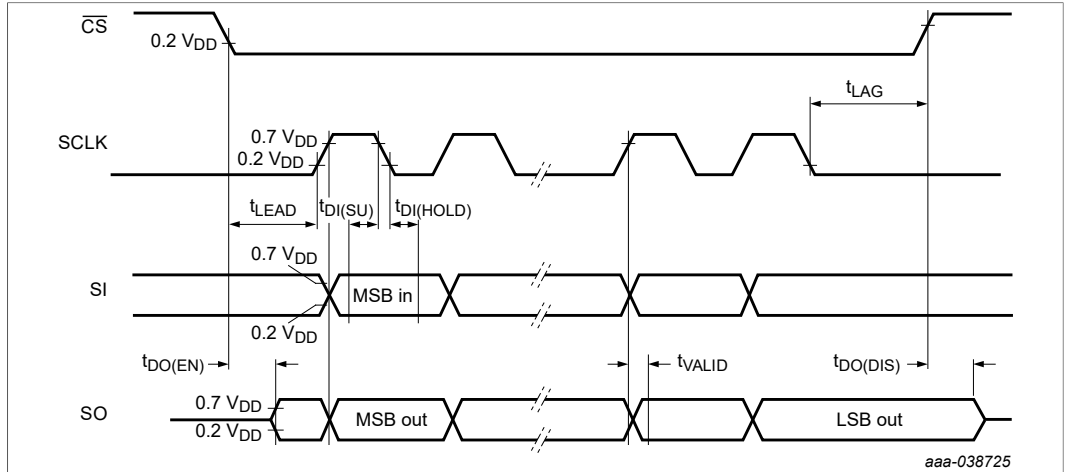 CS
0.2 VDD
tLAG
SCLK
0.7 VDD
0.2 VDD
tLEAD
tDI(SU)
tDI(HOLD)
0.7 VDD
SI
MSB in
0.2 VDD
tDO(EN)
tVALID
tDO(DIS)
SO
0.7 VDD
0.2 VDD
MSB out
LSB out
aaa-038725